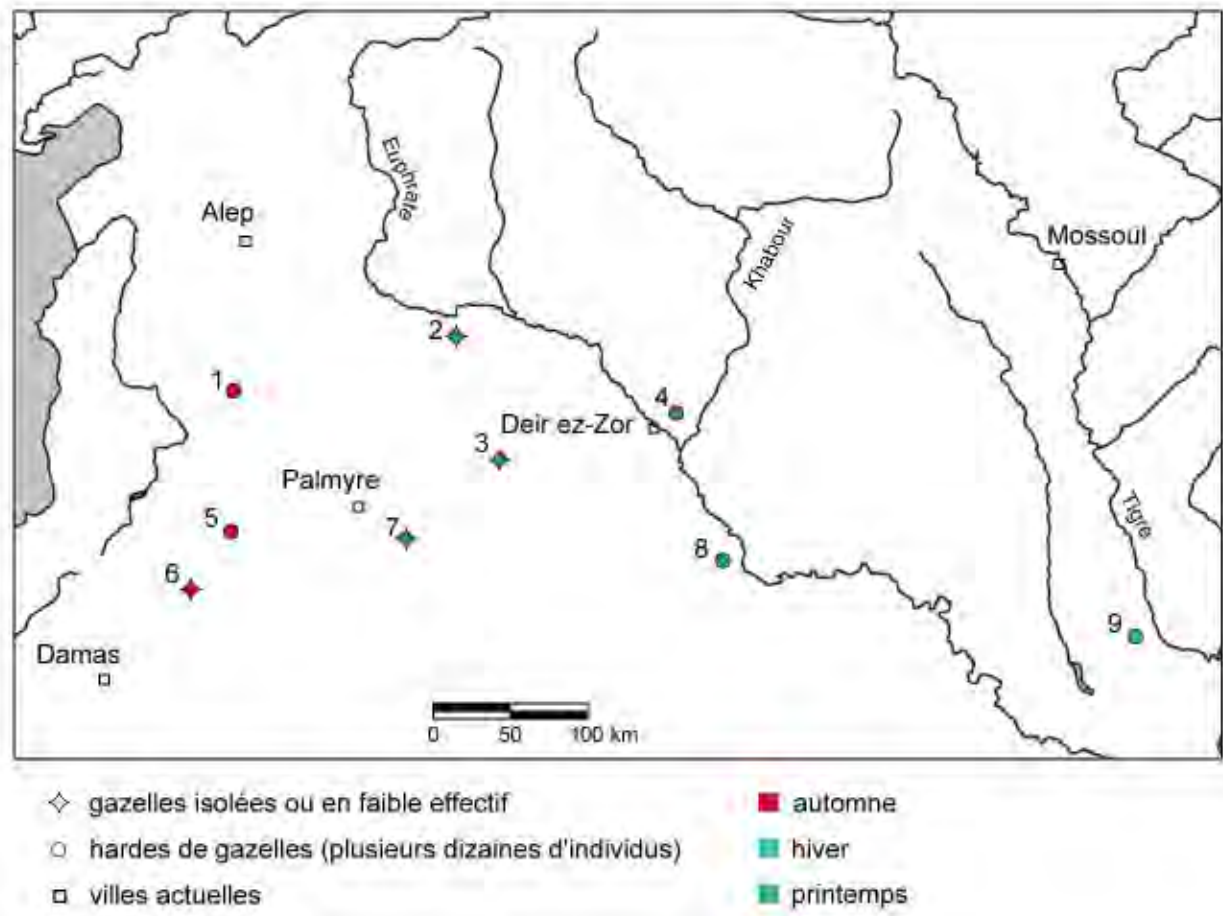 Euphrate
Alep
Khabour
Mossoul
2
1
4
Deir ez-Zor
3
Palmyre
Tigre
5
7
8
6
9
Damas
0 50 100 km
gazelles isolées ou en faible effectif
automne
hardes de gazelles (plusieurs dizaines d'individus)
hiver
villes actuelles
printemps